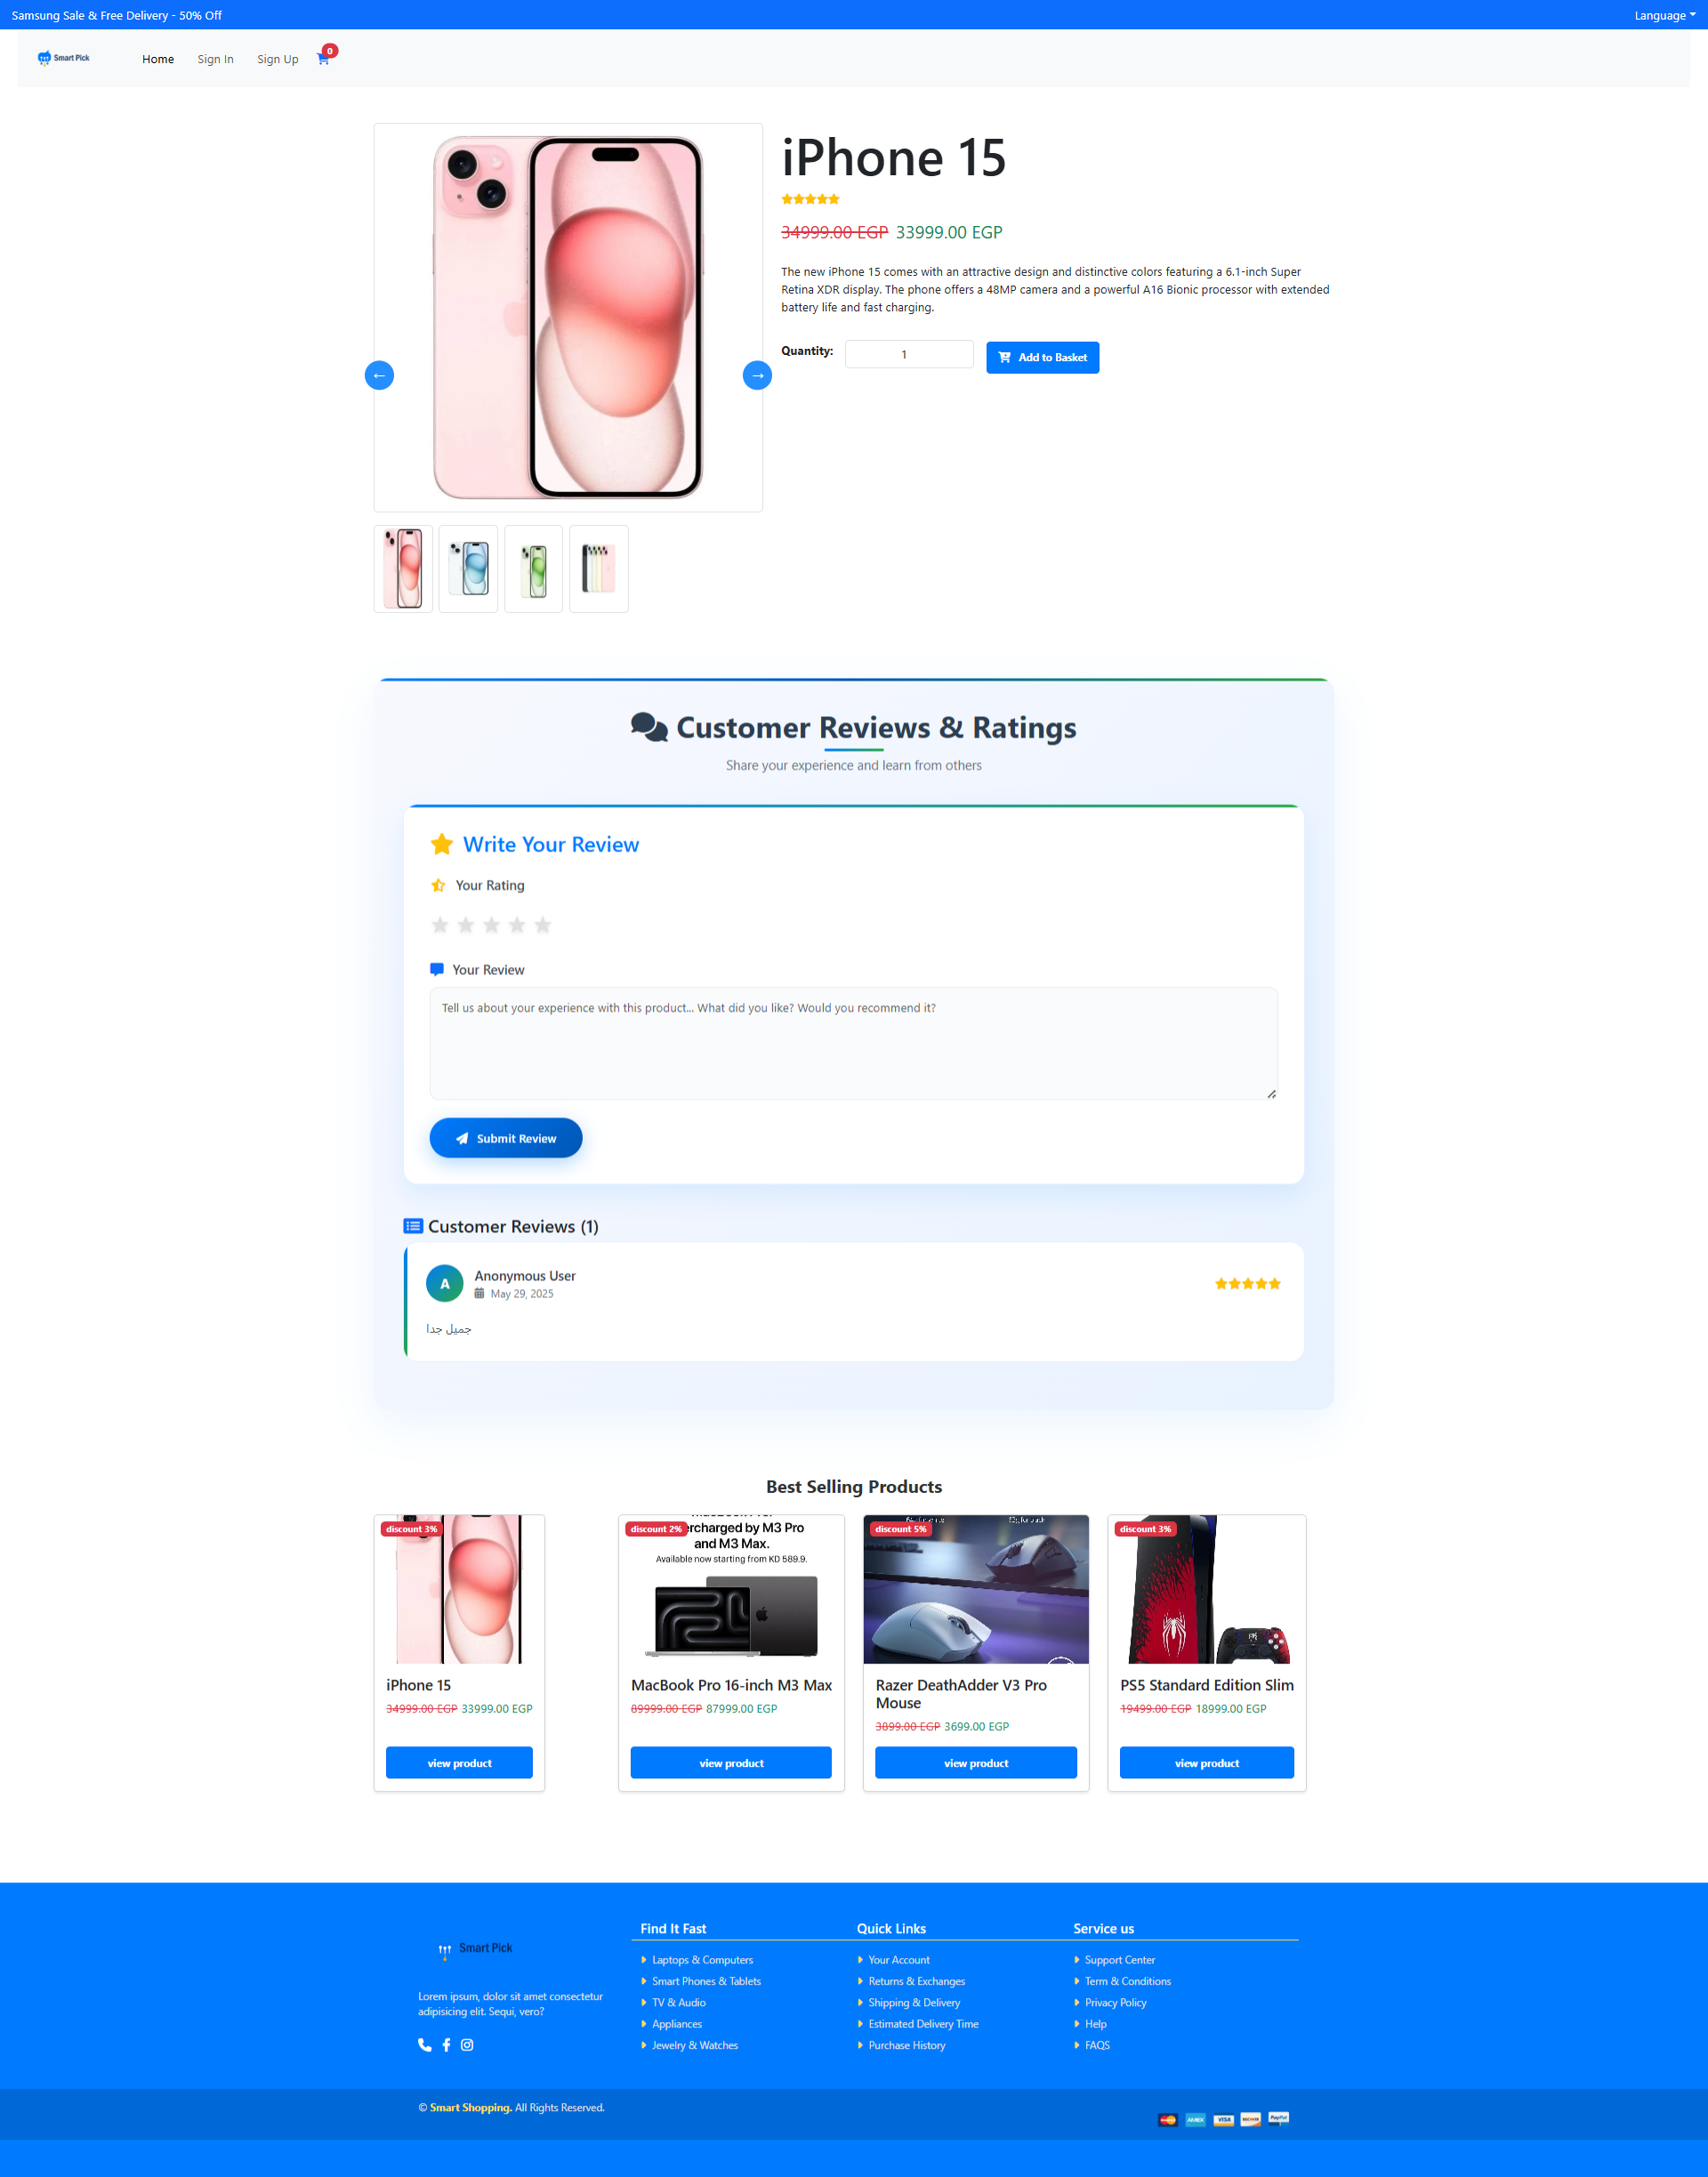 Samsung Sale & Free Delivery - 50% Off
Language
Smart Pick
Home
Sign In
Sign Up
0
iPhone 15
34999.00 EGP 33999.00 EGP
The new iPhone 15 comes with an attractive design and distinctive colors featuring a 6.1-inch Super
Retina XDR display. The phone offers a 48MP camera and a powerful A16 Bionic processor with extended
battery life and fast charging.
Quantity:
1
Add to Basket
Customer Reviews & Ratings
Share your experience and learn from others
Write Your Review
Your Rating
Your Review
Tell us about your experience with this product... What did you like? Would you recommend it?
Submit Review
Customer Reviews (1)
A
Anonymous User
May 29, 2025
جميل جدا
Best Selling Products
discount 3%
iPhone 15
34999.00 EGP 33999.00 EGP
view product
discount 2%
M3 Pro
and M3 Max.
Available now starting from KD 589.9.
MacBook Pro 16-inch M3 Max
89999.00 EGP 87999.00 EGP
view product
discount 5%
Razer DeathAdder V3 Pro
Mouse
3899.00 EGP 3699.00 EGP
view product
discount 3%
PS5 Standard Edition Slim
19499.00 EGP 18999.00 EGP
view product
Smart Pick
Lorem ipsum, dolor sit amet consectetur
adipisicing elit. Sequi, vero?
Find It Fast
Laptops & Computers
Smart Phones & Tablets
TV & Audio
Appliances
Jewelry & Watches
Quick Links
Your Account
Returns & Exchanges
Shipping & Delivery
Estimated Delivery Time
Purchase History
Service us
Support Center
Term & Conditions
Privacy Policy
Help
FAQS
© Smart Shopping. All Rights Reserved.
AMEX
VISA
PayPal